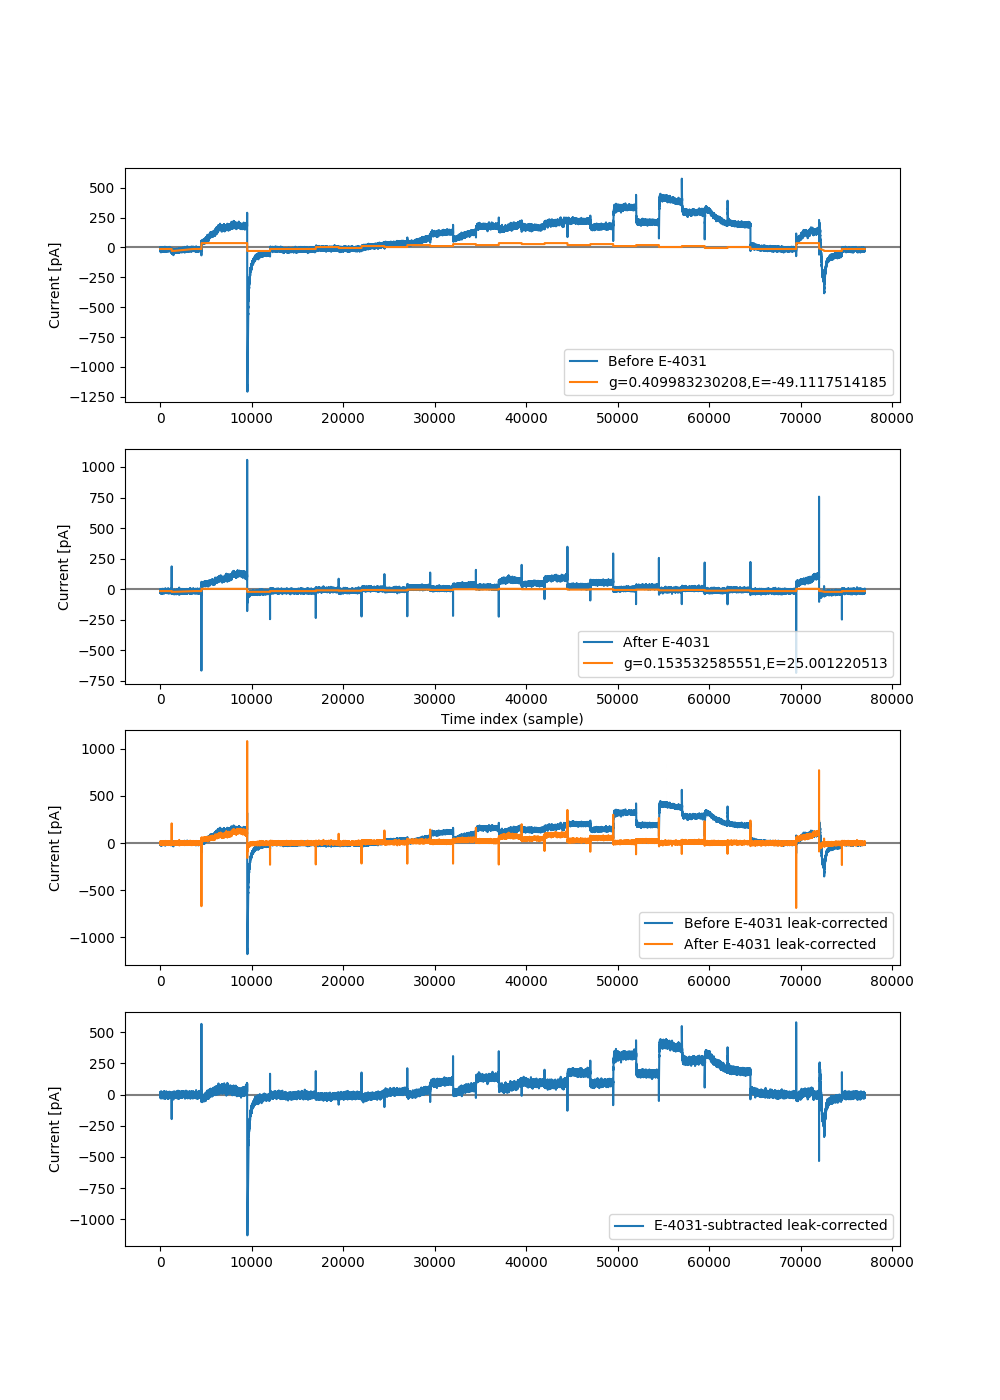 500
250
0
−250
−500
−750
−1000
−1250
Current [pA]
Before E-4031
g=0.409983230208,E=-49.1117514185
0 10000 20000 30000 40000 50000 60000 70000 80000
1000
750
500
250
0
−250
−500
−750
Current [pA]
After E-4031
g=0.153532585551,E=25.001220513
0 10000 20000 30000 40000 50000 60000 70000 80000
Time index (sample)
1000
500
0
−500
−1000
Current [pA]
Before E-4031 leak-corrected
After E-4031 leak-corrected
0 10000 20000 30000 40000 50000 60000 70000 80000
500
250
0
−250
−500
−750
−1000
Current [pA]
E-4031-subtracted leak-corrected
0 10000 20000 30000 40000 50000 60000 70000 80000